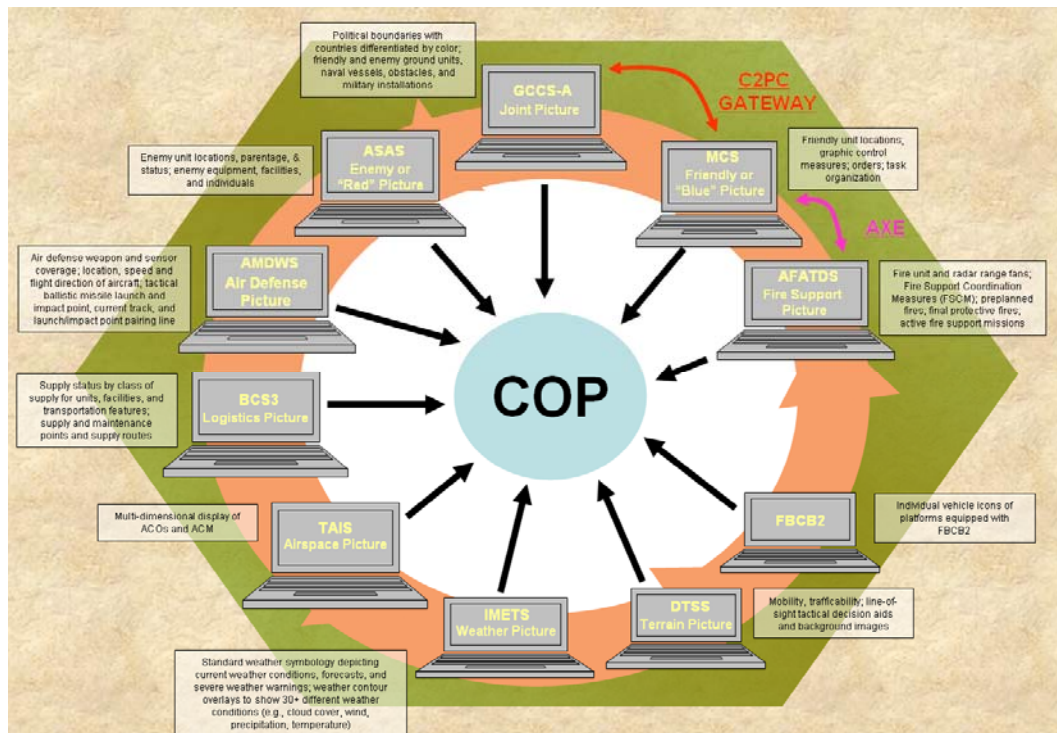 Political boundaries with
countries differentiated by color;
friendly and enemy ground units,
naval vessels, obstacles, and
military installations
GCCS-A
Joint Picture
C2PC
GATEWAY
Enemy unit locations, parentage, &
status; enemy equipment, facilities,
and individuals
ASAS
Enemy or
"Red" Picture
MCS
Friendly or
"Blue" Picture
Friendly unit locations;
graphic control
measures; orders; task
organization
AXE
Air defense weapon and sensor
coverage; location, speed and
flight direction of aircraft; tactical
ballistic missile launch and
impact point, current track, and
launch/impact point pairing line
AMDWS
Air Defense
Picture
AFATDS
Fire Support
Picture
Fire unit and radar range fans;
Fire Support Coordination
Measures (FSCM); preplanned
fires; final protective fires;
active fire support missions
COP
Supply status by class of
supply for units, facilities, and
transportation features;
supply and maintenance
points and supply routes
BCS3
Logistics Picture
Multi-dimensional display of
ACOs and ACM
TAIS
Airspace Picture
FBCB2
Individual vehicle icons of
platforms equipped with
FBCB2
IMETS
Weather Picture
DTSS
Terrain Picture
Mobility, trafficability; line-of-
sight tactical decision aids
and background images
Standard weather symbology depicting
current weather conditions, forecasts, and
severe weather warnings; weather contour
overlays to show 30+ different weather
conditions (e.g., cloud cover, wind,
precipitation, temperature)